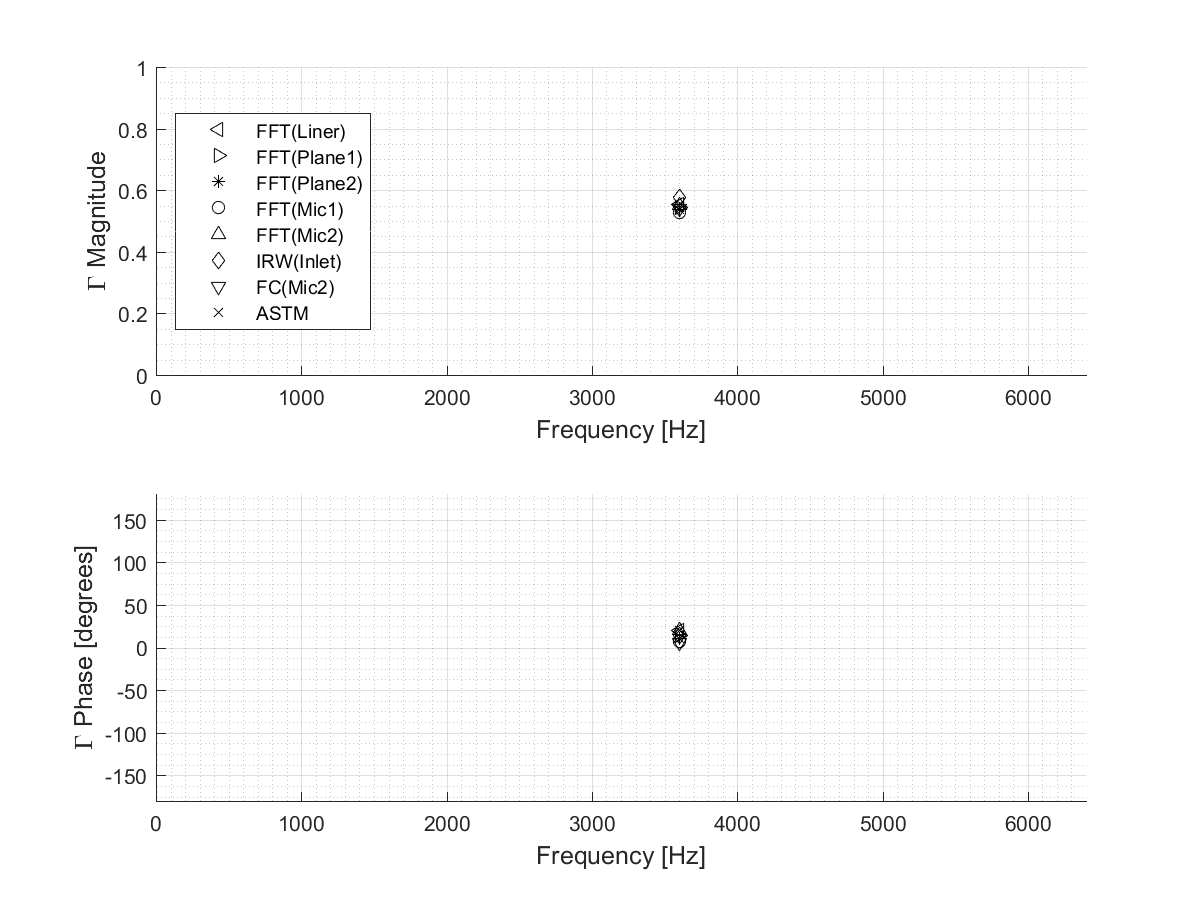 1
0.8
0.6
0.4
0.2
0
Γ Magnitude
FFT(Liner)
FFT(Plane1)
FFT(Plane2)
FFT(Mic1)
FFT(Mic2)
IRW(Inlet)
FC(Mic2)
ASTM
0 1000 2000 3000 4000 5000 6000
Frequency [Hz]
150
100
50
0
-50
-100
-150
Γ Phase [degrees]
0 1000 2000 3000 4000 5000 6000
Frequency [Hz]